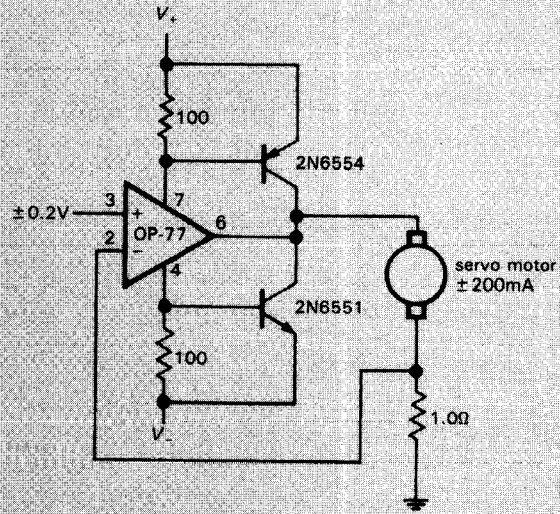 V+
100
2N6554
3
7
±0.2V
+
OP-77
6
2
−
4
servo motor
± 200mA
2N6551
100
1.0Ω
V−